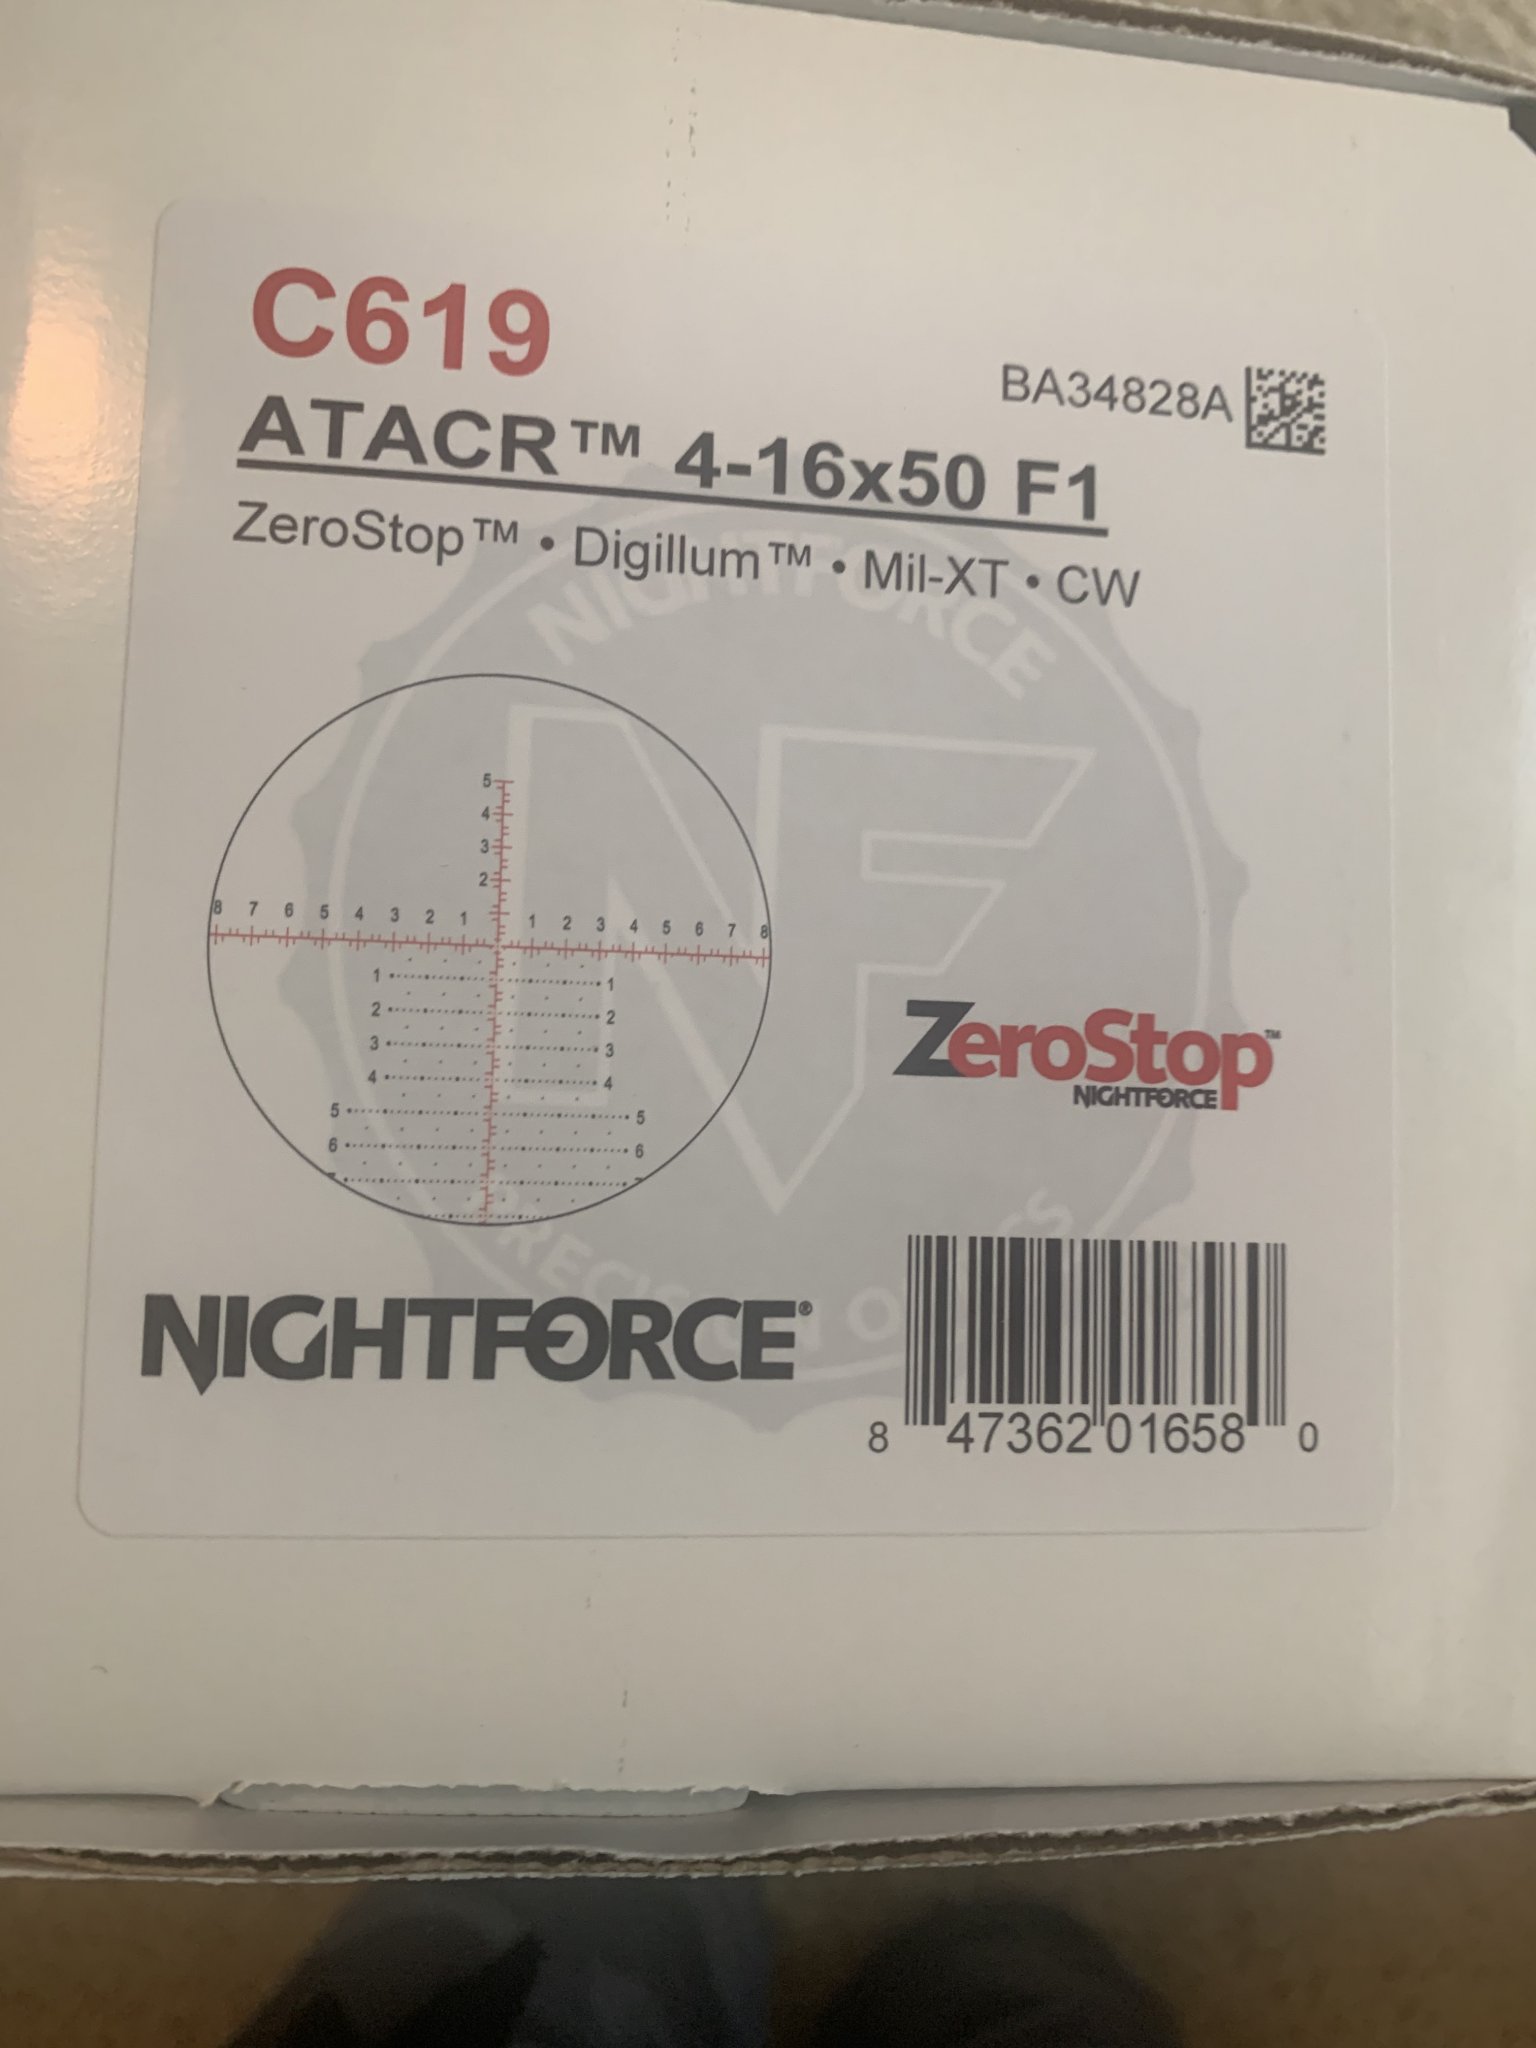 C619
BA34828A
ATACR™ 4-16x50 F1
ZeroStop™ • Digillum™ • Mil-XT • CW
NIGHTFORCE
NF
5
4
3
2
8 7 6 5 4 3 2 1 1 2 3 4 5 6 7 8
1 1
2 2
3 3
4 4
5 5
6 6
ZeroStop™
NIGHTFORCE
NIGHTFORCE®
8 47362 01658 0